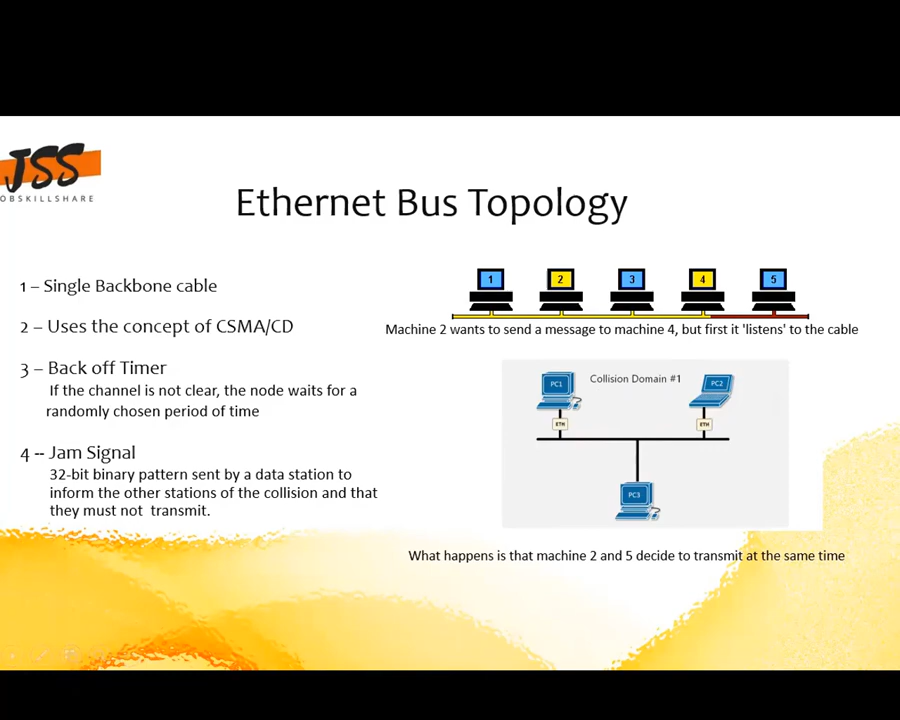 JSS
OBSKILLSHARE
Ethernet Bus Topology
1 – Single Backbone cable
2 – Uses the concept of CSMA/CD
3 – Back off Timer
If the channel is not clear, the node waits for a
randomly chosen period of time
4 -- Jam Signal
32-bit binary pattern sent by a data station to
inform the other stations of the collision and that
they must not transmit.
1 2 3 4 5
Machine 2 wants to send a message to machine 4, but first it 'listens' to the cable
Collision Domain #1
PC1 PC2
ETH ETH
PC3
What happens is that machine 2 and 5 decide to transmit at the same time